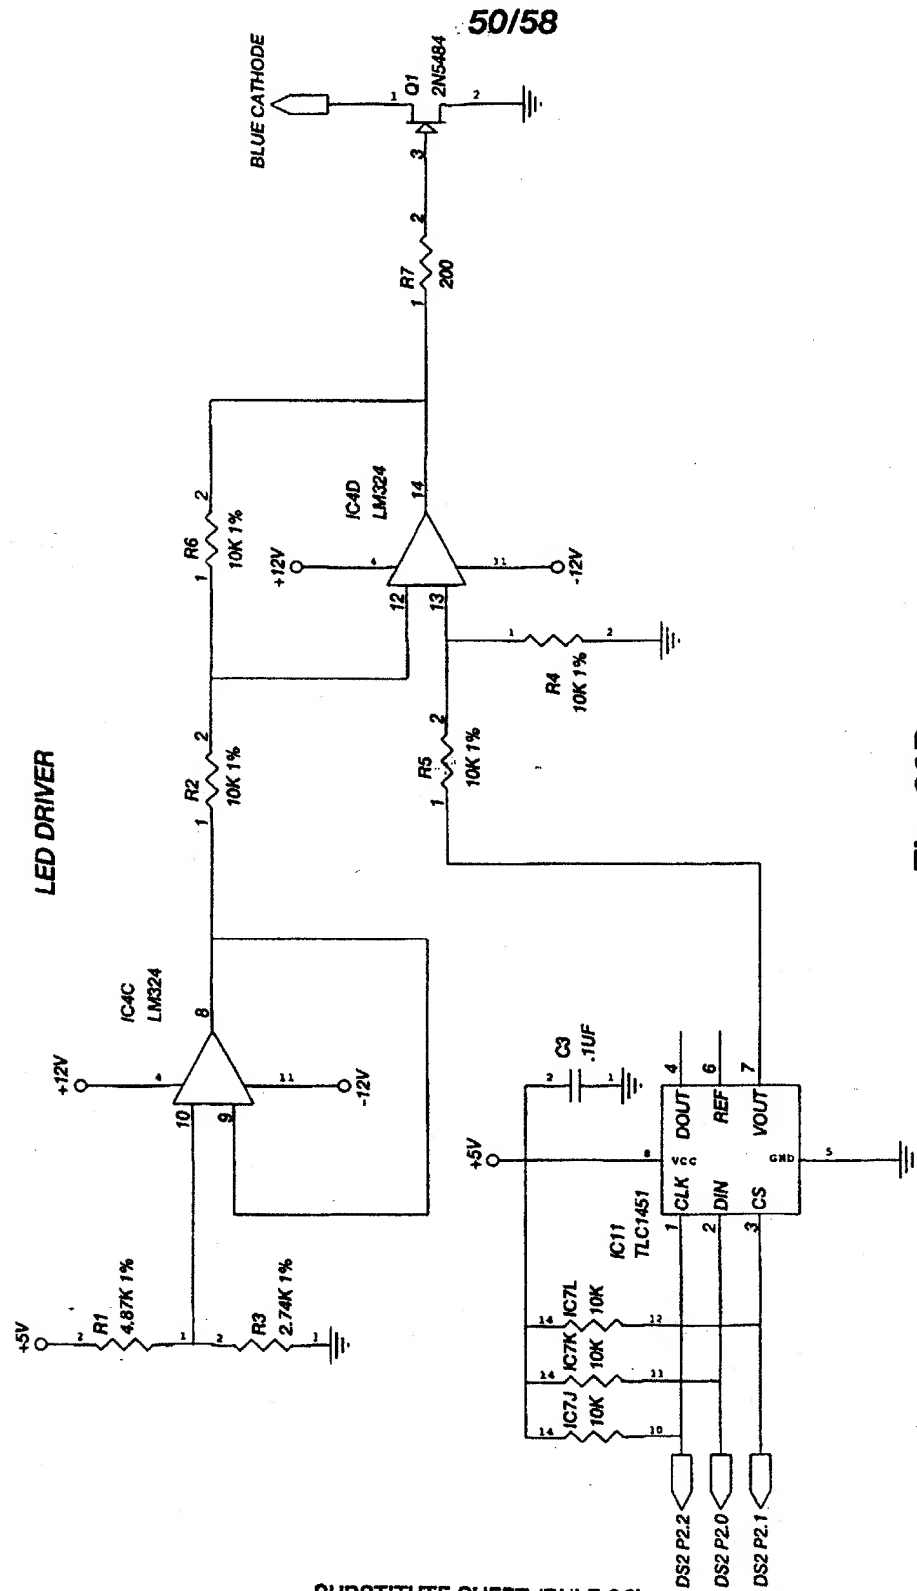 50/58
LED DRIVER
BLUE CATHODE
1
Q1
2N5484
2
3
2
R7
200
1
R6
10K 1%
2
1
IC4D
LM324
14
+12V
4
11
-12V
12
13
1
R4
10K 1%
2
R2
10K 1%
2
1
R5
10K 1%
2
1
IC4C
LM324
8
+12V
4
11
-12V
10
9
+5V
2
R1
4.87K 1%
1
2
R3
2.74K 1%
1
+5V
C3
.1UF
2
1
IC11
TLC1451
8
VCC
GND
5
1
CLK
DOUT
4
2
DIN
REF
6
3
CS
VOUT
7
14
IC7L
10K
12
14
IC7K
10K
11
14
IC7J
10K
10
DS2 P2.2
DS2 P2.0
DS2 P2.1